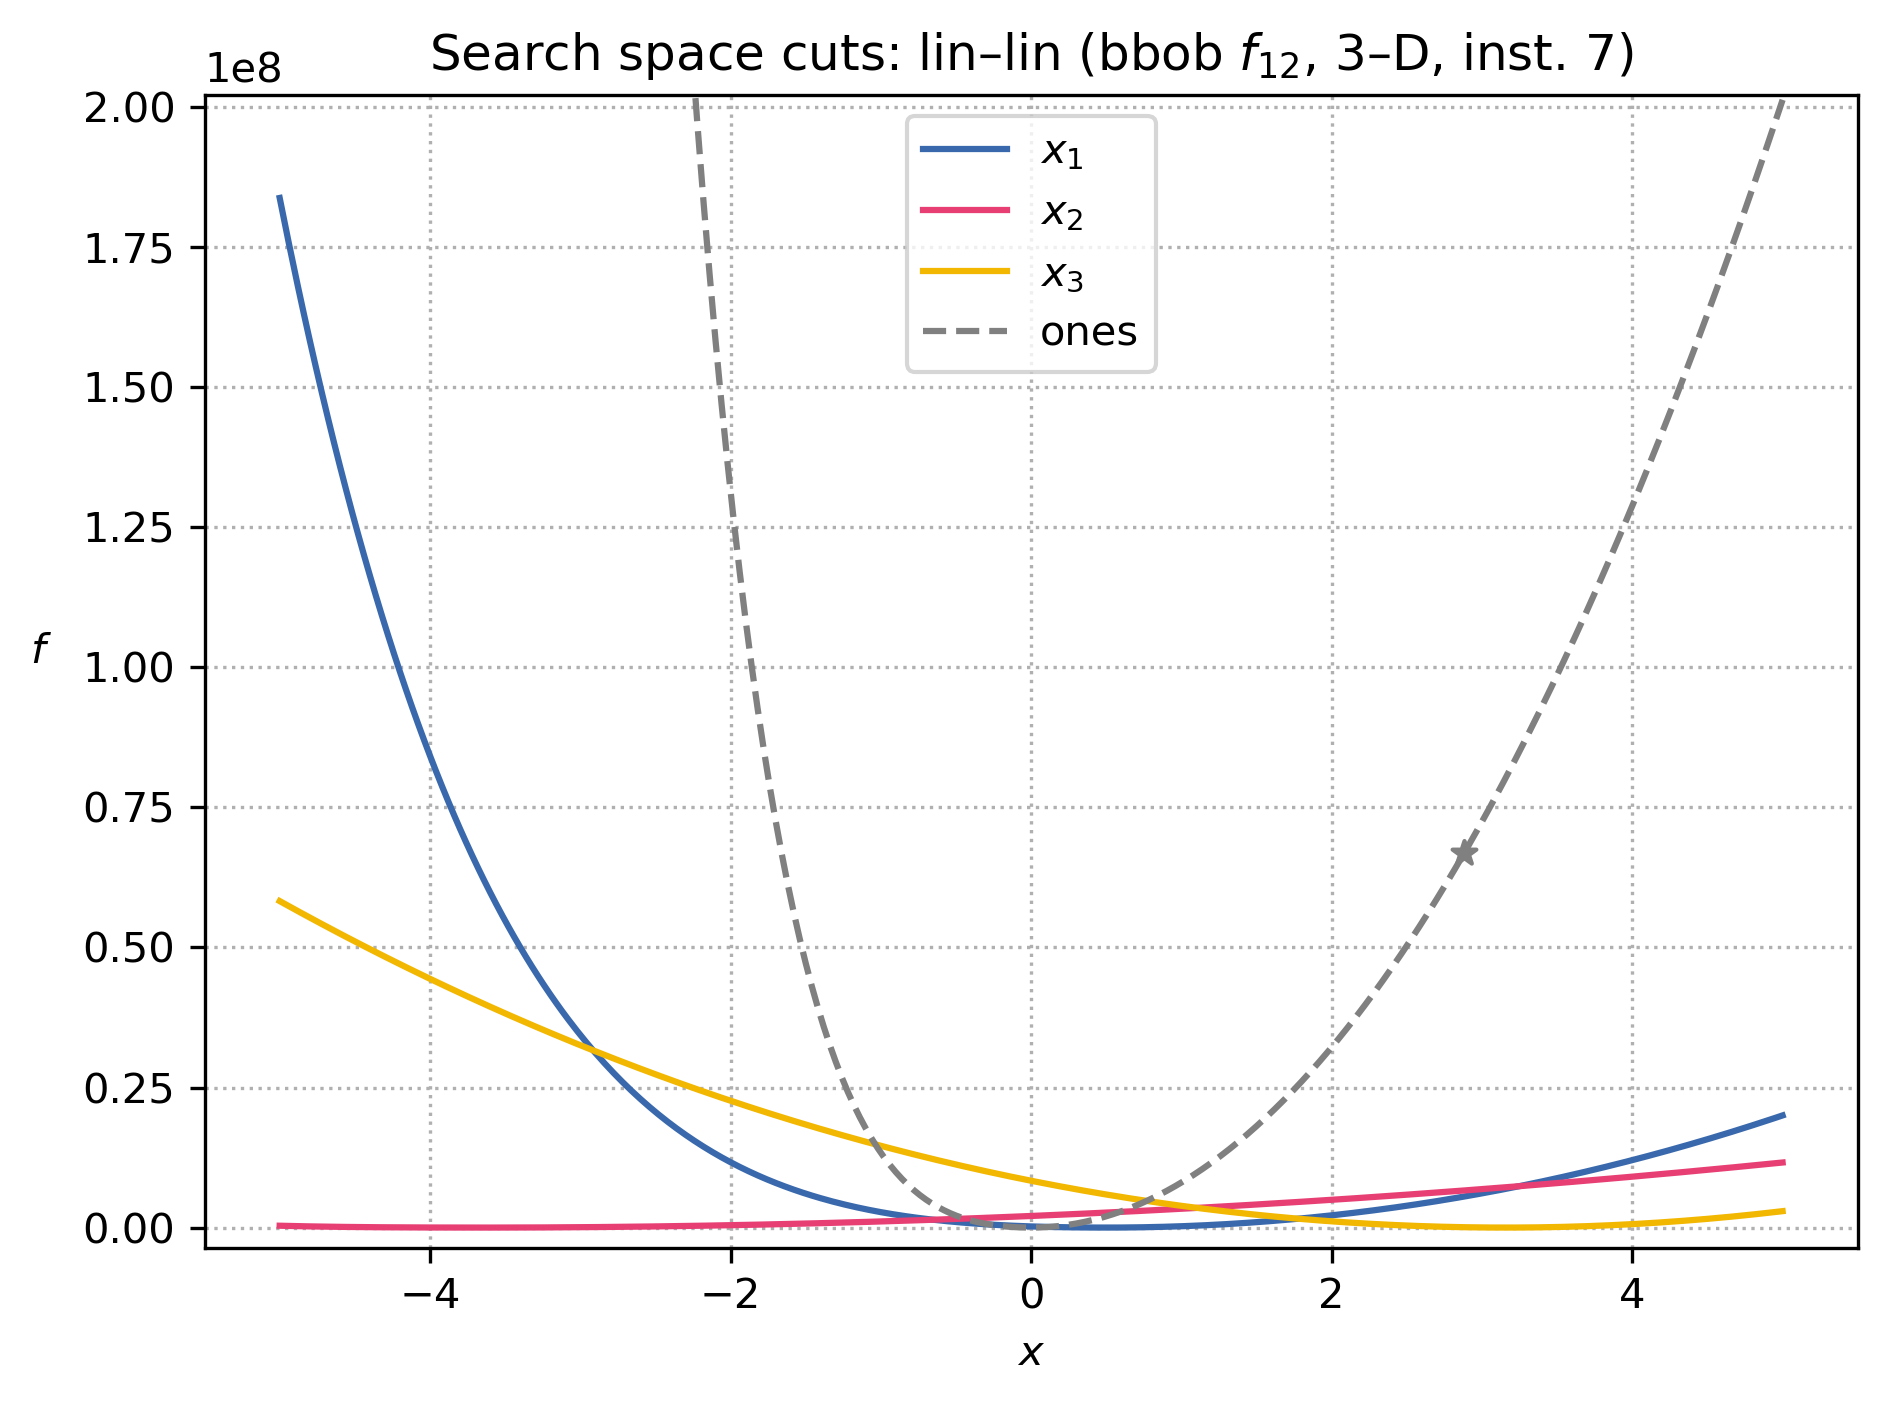 Search space cuts: lin–lin (bbob f12, 3–D, inst. 7)
1e8
2.00
1.75
1.50
1.25
1.00
0.75
0.50
0.25
0.00
f
x1
x2
x3
ones
−4 −2 0 2 4
x